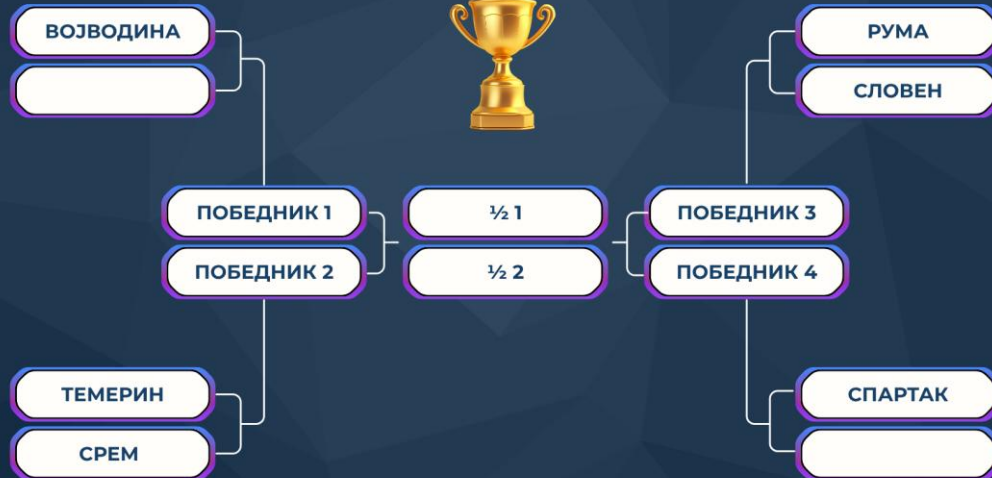 ВОЈВОДИНА
РУМА
СЛОВЕН
ПОБЕДНИК 1
½ 1
ПОБЕДНИК 3
ПОБЕДНИК 2
½ 2
ПОБЕДНИК 4
ТЕМЕРИН
СПАРТАК
СРЕМ